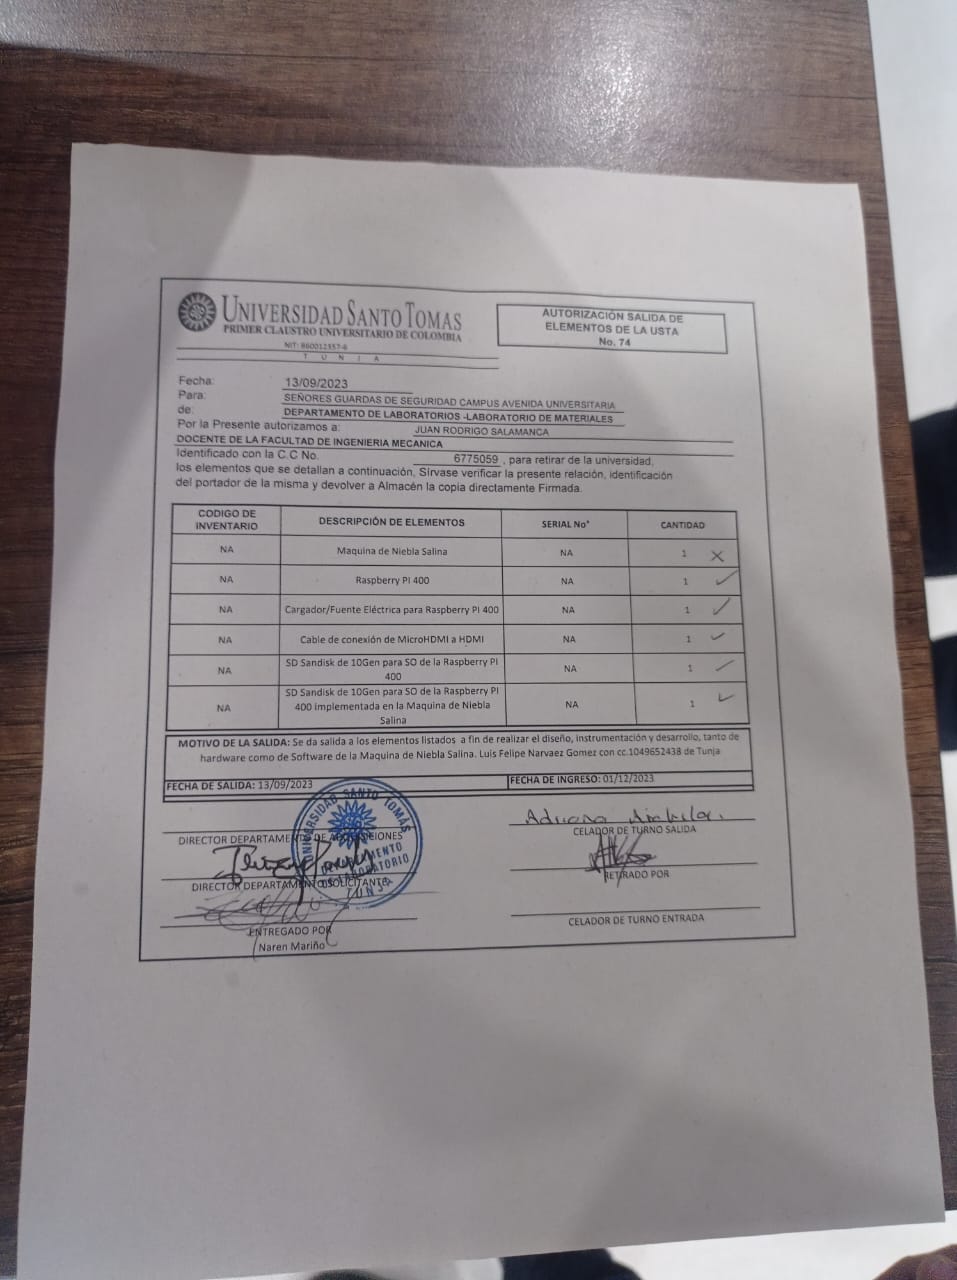 UNIVERSIDAD SANTO TOMAS
PRIMER CLAUSTRO UNIVERSITARIO DE COLOMBIA
NIT: 860012357-6
T U N J A
AUTORIZACIÓN SALIDA DE
ELEMENTOS DE LA USTA
No. 74
Fecha: 13/09/2023
Para: SEÑORES GUARDAS DE SEGURIDAD CAMPUS AVENIDA UNIVERSITARIA
de: DEPARTAMENTO DE LABORATORIOS -LABORATORIO DE MATERIALES
Por la Presente autorizamos a: JUAN RODRIGO SALAMANCA
DOCENTE DE LA FACULTAD DE INGENIERIA MECANICA
Identificado con la C.C No. 6775059 , para retirar de la universidad,
los elementos que se detallan a continuación, Sírvase verificar la presente relación, identificación
del portador de la misma y devolver a Almacén la copia directamente Firmada.
CODIGO DE INVENTARIO DESCRIPCIÓN DE ELEMENTOS SERIAL No° CANTIDAD
NA Maquina de Niebla Salina NA 1
NA Raspberry PI 400 NA 1
NA Cargador/Fuente Eléctrica para Raspberry PI 400 NA 1
NA Cable de conexión de MicroHDMI a HDMI NA 1
NA SD Sandisk de 10Gen para SO de la Raspberry PI 400 NA 1
NA SD Sandisk de 10Gen para SO de la Raspberry PI 400 implementada en la Maquina de Niebla Salina NA 1
MOTIVO DE LA SALIDA: Se da salida a los elementos listados a fin de realizar el diseño, instrumentación y desarrollo, tanto de
hardware como de Software de la Maquina de Niebla Salina. Luis Felipe Narvaez Gomez con cc.1049652438 de Tunja
FECHA DE SALIDA: 13/09/2023 FECHA DE INGRESO: 01/12/2023
UNIVERSIDAD SANTO TOMÁS
DEPARTAMENTO
DE LABORATORIO
TUNJA
DIRECTOR DEPARTAMENTO DE ADQUISICIONES
Adriana
CELADOR DE TURNO SALIDA
DIRECTOR DEPARTAMENTO SOLICITANTE
RETIRADO POR
ENTREGADO POR
Naren Mariño
CELADOR DE TURNO ENTRADA